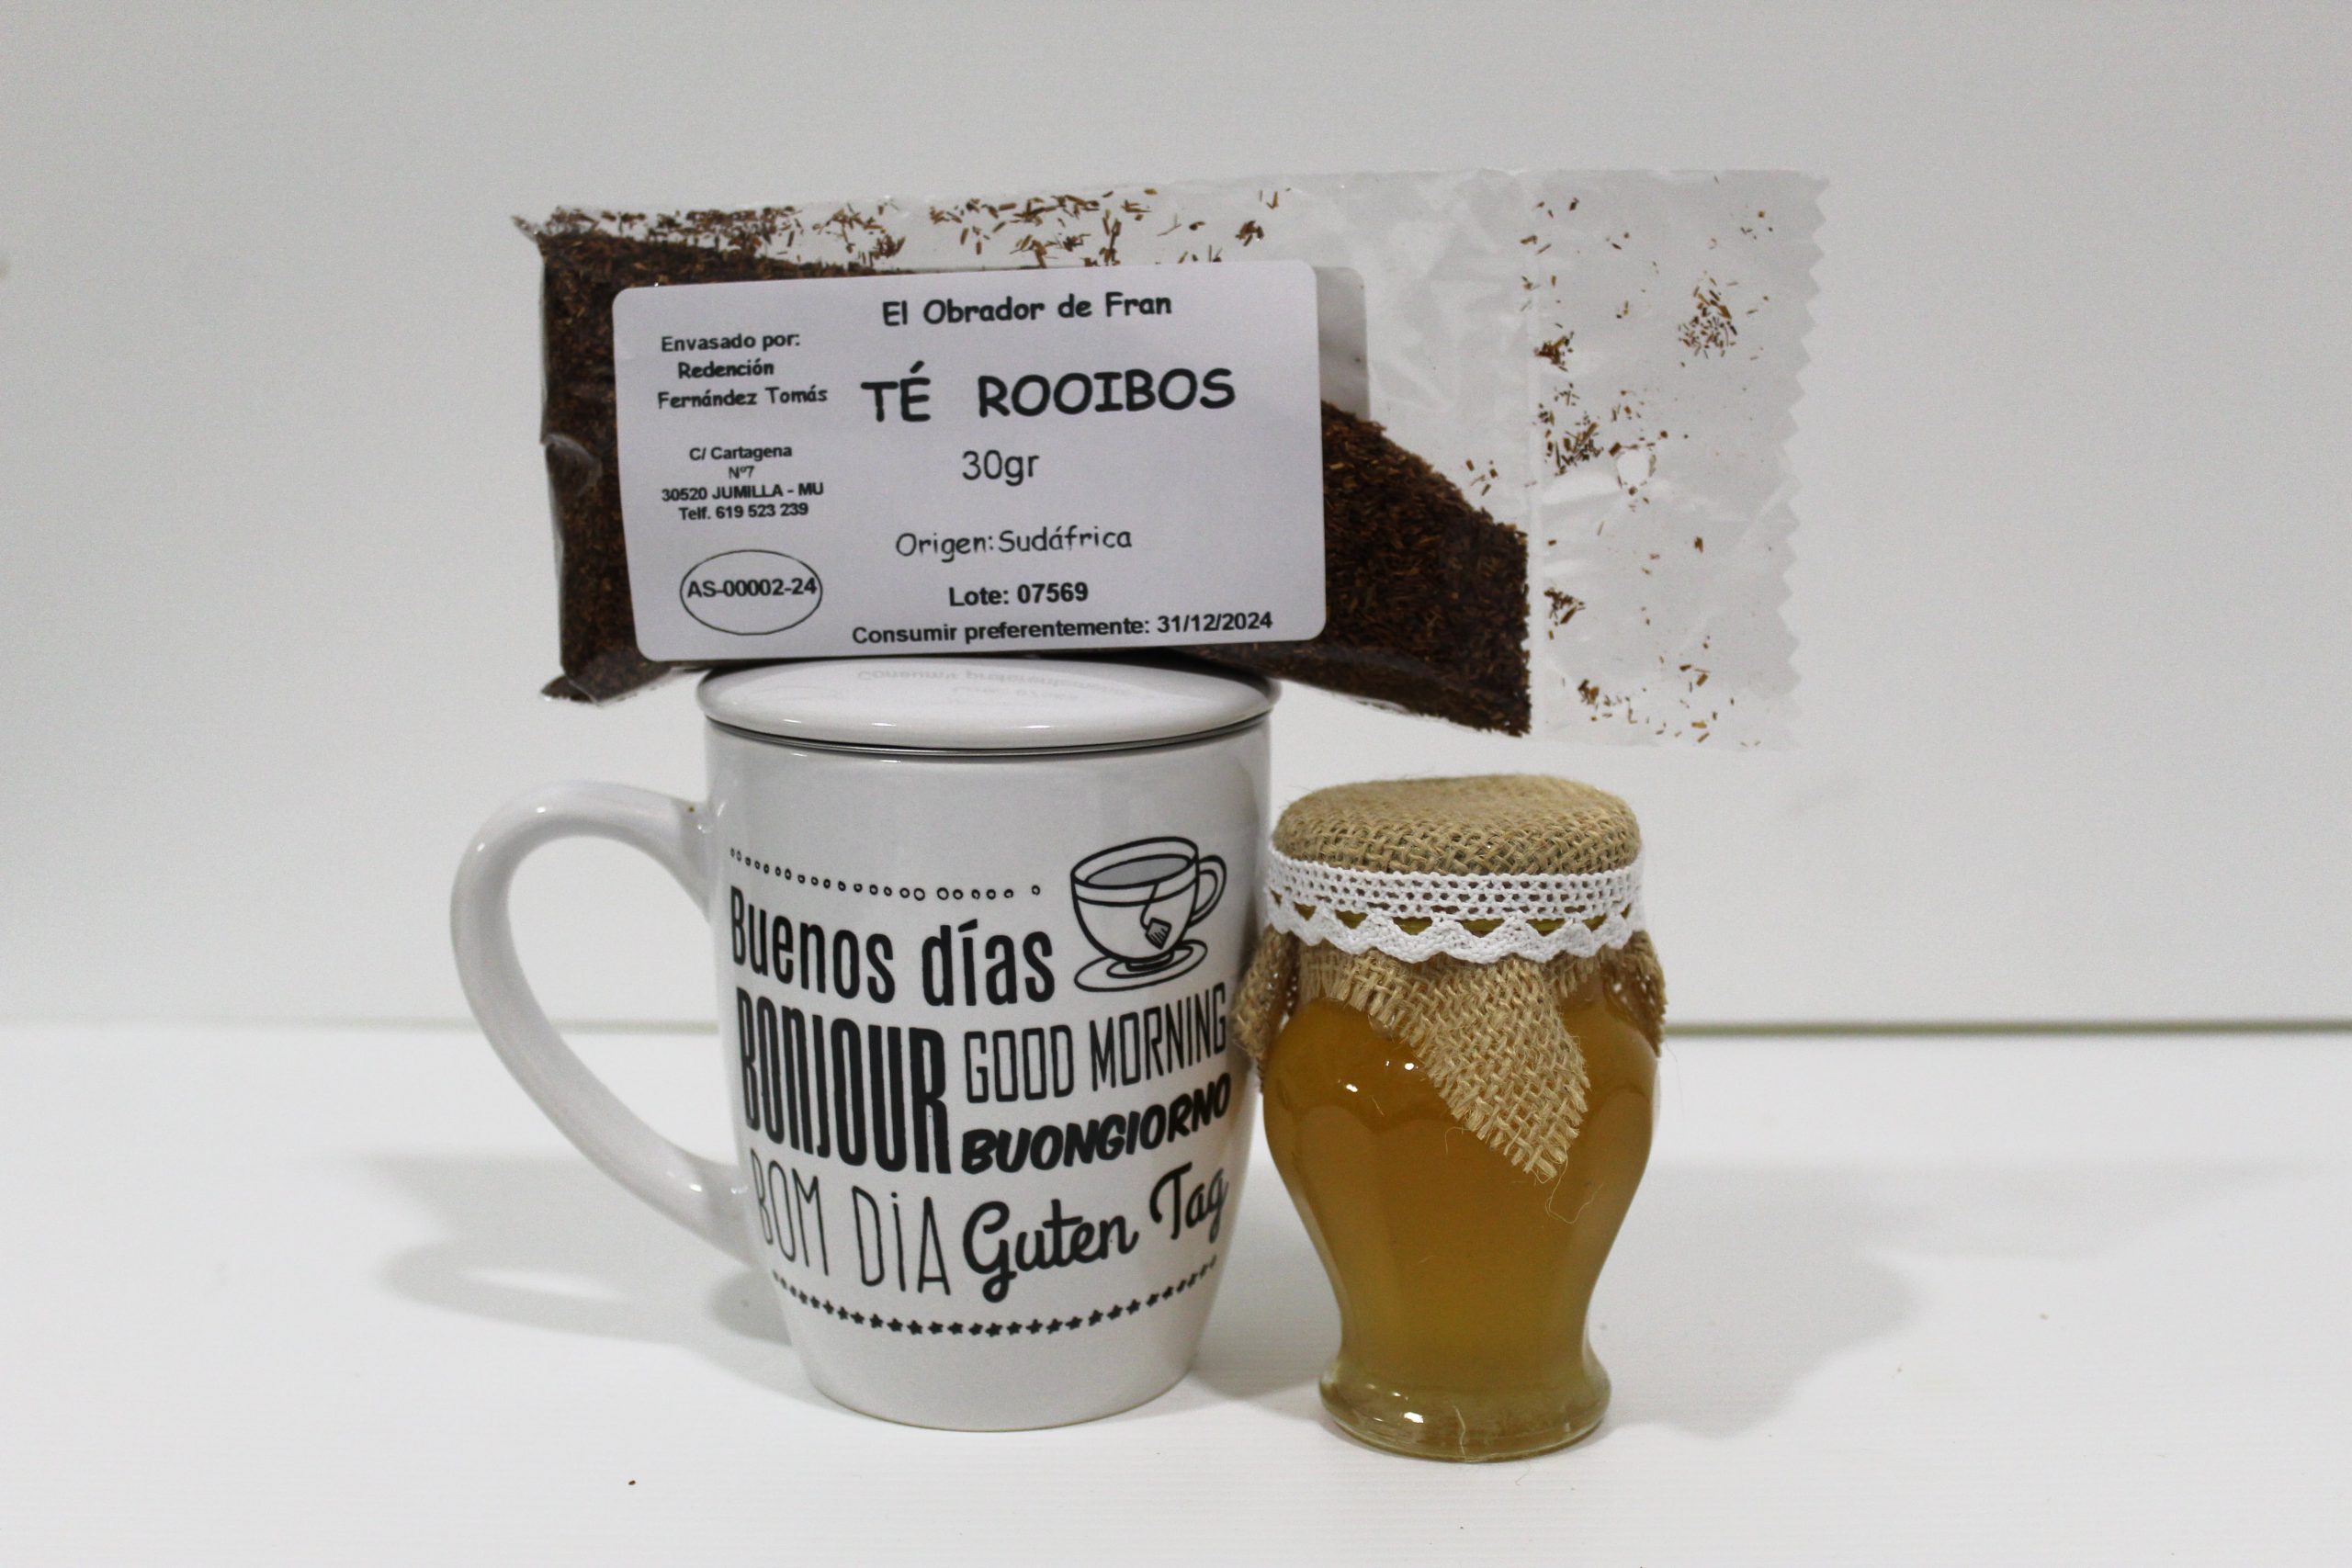 El Obrador de Fran
Envasado por:
Redención
Fernández Tomás
TÉ ROOIBOS
30gr
C/ Cartagena
Nº7
30520 JUMILLA - MU
Telf. 619 523 239
Origen:Sudáfrica
AS-00002-24
Lote: 07569
Consumir preferentemente: 31/12/2024
Buenos días
BONJOUR
GOOD MORNING
BUONGIORNO
BOM DiA
Guten Tag